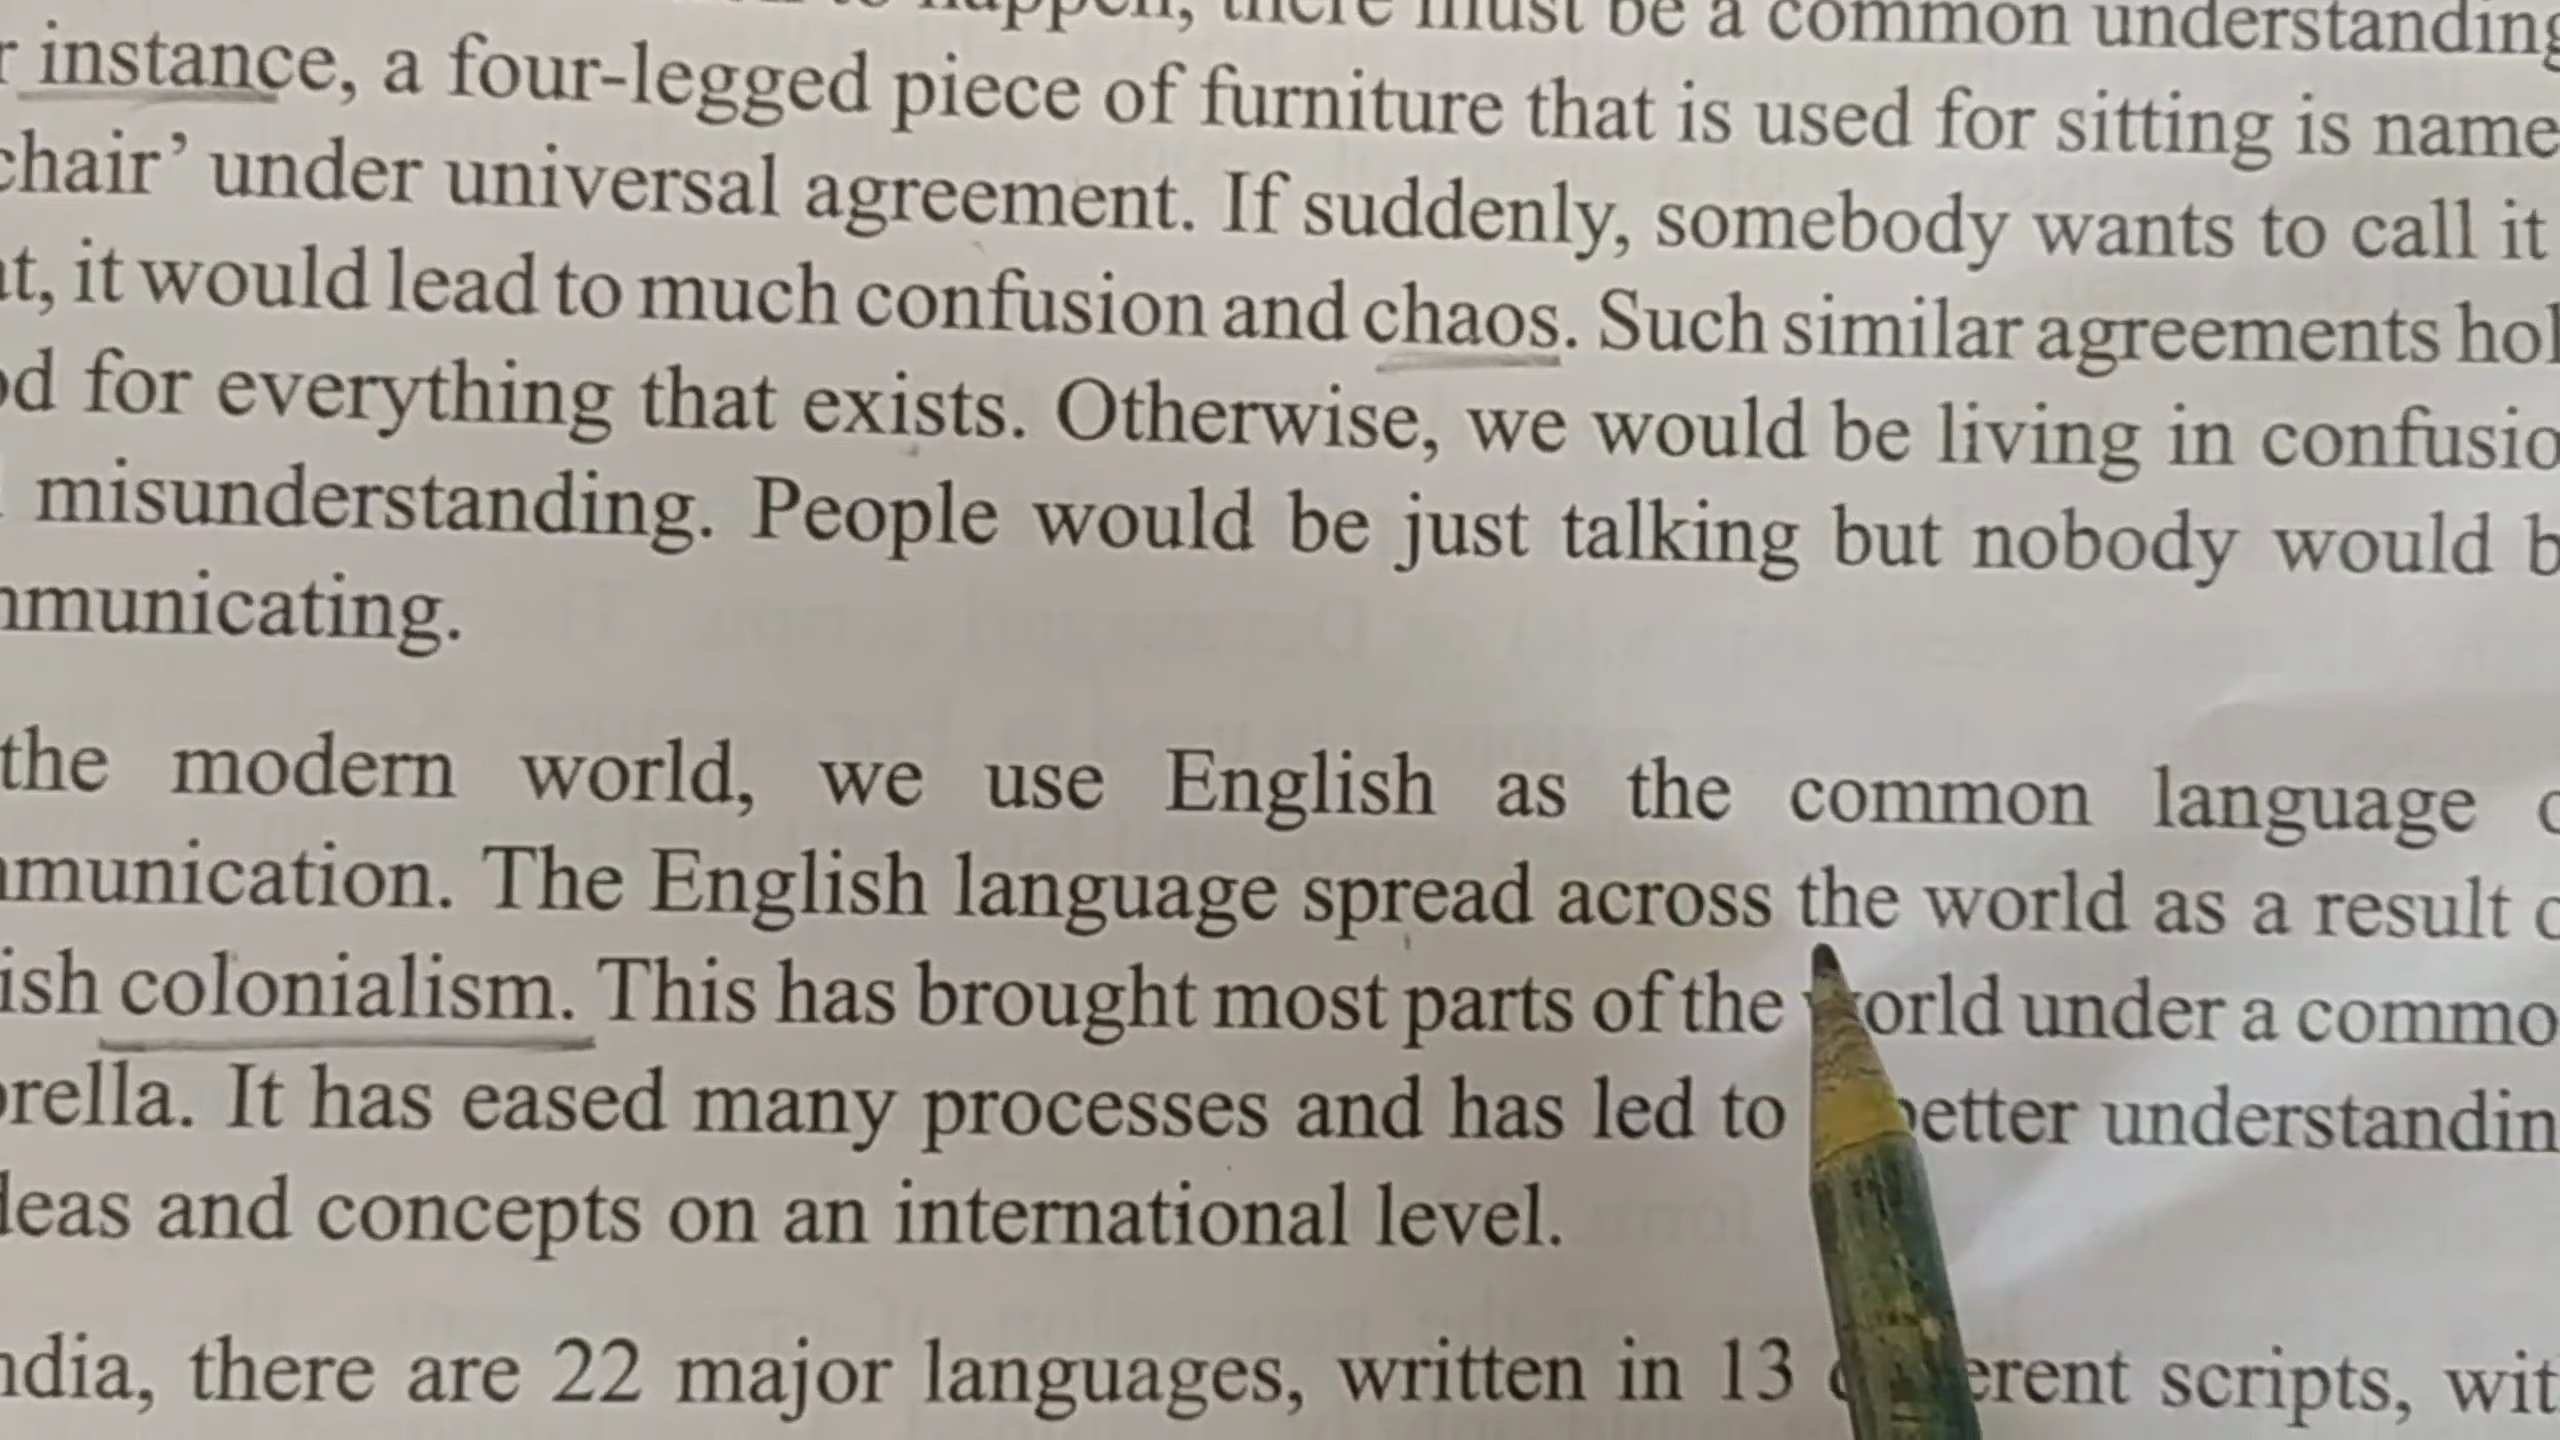 to happen, there must be a common understanding
r instance, a four-legged piece of furniture that is used for sitting is name
chair’ under universal agreement. If suddenly, somebody wants to call it
t, it would lead to much confusion and chaos. Such similar agreements hol
od for everything that exists. Otherwise, we would be living in confusio
misunderstanding. People would be just talking but nobody would b
mmunicating.
the modern world, we use English as the common language o
mmunication. The English language spread across the world as a result o
ish colonialism. This has brought most parts of the world under a commo
rella. It has eased many processes and has led to better understandin
deas and concepts on an international level.
ndia, there are 22 major languages, written in 13 different scripts, wit